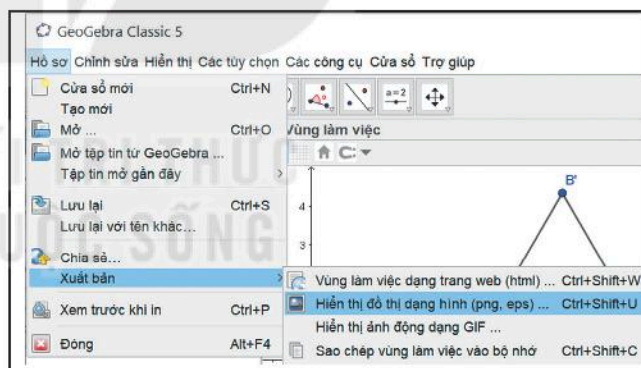 GeoGebra Classic 5
Hồ sơ Chỉnh sửa Hiển thị Các tùy chọn Các công cụ Cửa sổ Trợ giúp
Cửa sổ mới Ctrl+N
Tạo mới
Mở ... Ctrl+O
Mở tập tin từ GeoGebra ...
Tập tin mở gần đây
Lưu lại Ctrl+S
Lưu lại với tên khác...
Chia sẻ...
Xuất bản
Xem trước khi in Ctrl+P
Đóng Alt+F4
a=2
Vùng làm việc
B'
4
3
Vùng làm việc dạng trang web (html) ... Ctrl+Shift+W
Hiển thị đồ thị dạng hình (png, eps) ... Ctrl+Shift+U
Hiển thị ảnh động dạng GIF ...
Sao chép vùng làm việc vào bộ nhớ Ctrl+Shift+C
TRI THỨC
CUỘC SỐNG